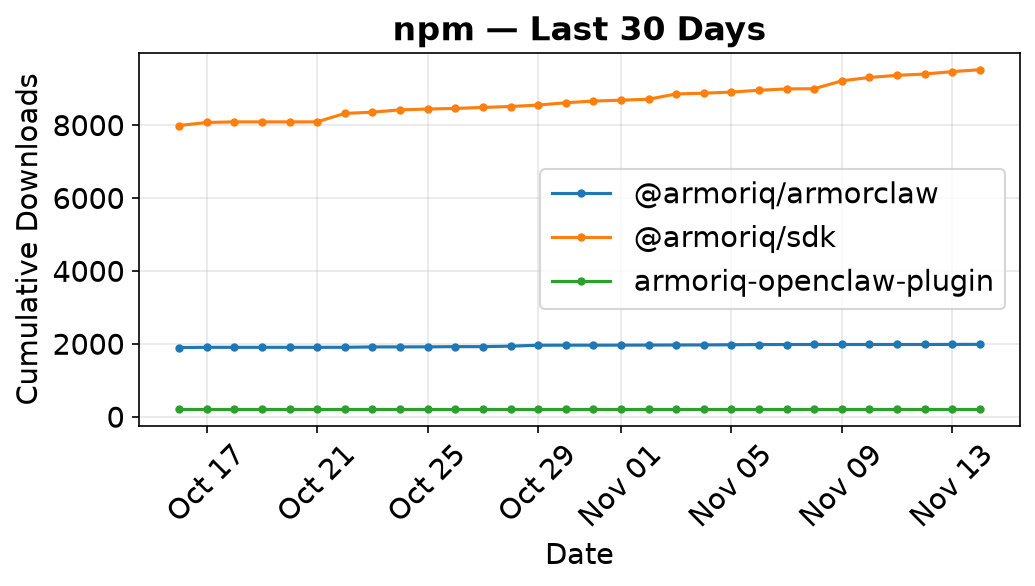 npm — Last 30 Days
Cumulative Downloads
8000
6000
4000
2000
0
@armoriq/armorclaw
@armoriq/sdk
armoriq-openclaw-plugin
Oct 17
Oct 21
Oct 25
Oct 29
Nov 01
Nov 05
Nov 09
Nov 13
Date